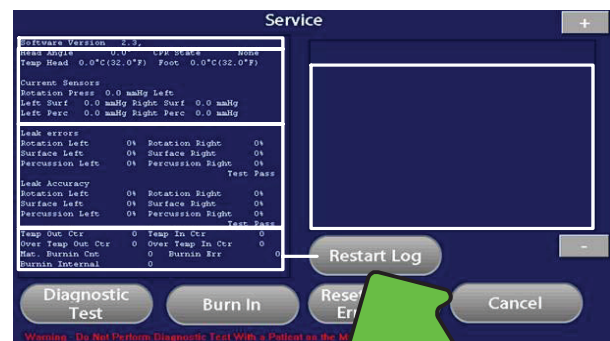 Service
+
Software Version 2.3,
Head Angle 0.0° CPR State None
Temp Head 0.0°C(32.0°F) Foot 0.0°C(32.0°F)
Current Sensors
Rotation Press 0.0 mmHg Left
Left Surf 0.0 mmHg Right Surf 0.0 mmHg
Left Perc 0.0 mmHg Right Perc 0.0 mmHg
Leak errors
Rotation Left 0% Rotation Right 0%
Surface Left 0% Surface Right 0%
Percussion Left 0% Percussion Right 0%
Test Pass
Leak Accuracy
Rotation Left 0% Rotation Right 0%
Surface Left 0% Surface Right 0%
Percussion Left 0% Percussion Right 0%
Test Pass
Temp Out Ctr 0 Temp In Ctr 0
Over Temp Out Ctr 0 Over Temp In Ctr 0
Mat. Burnin Cnt 0 Burnin Err 0
Burnin Internal 0
-
Restart Log
Diagnostic
Test
Burn In
Cancel
Warning: Do Not Perform Diagnostic Test With a Patient on the